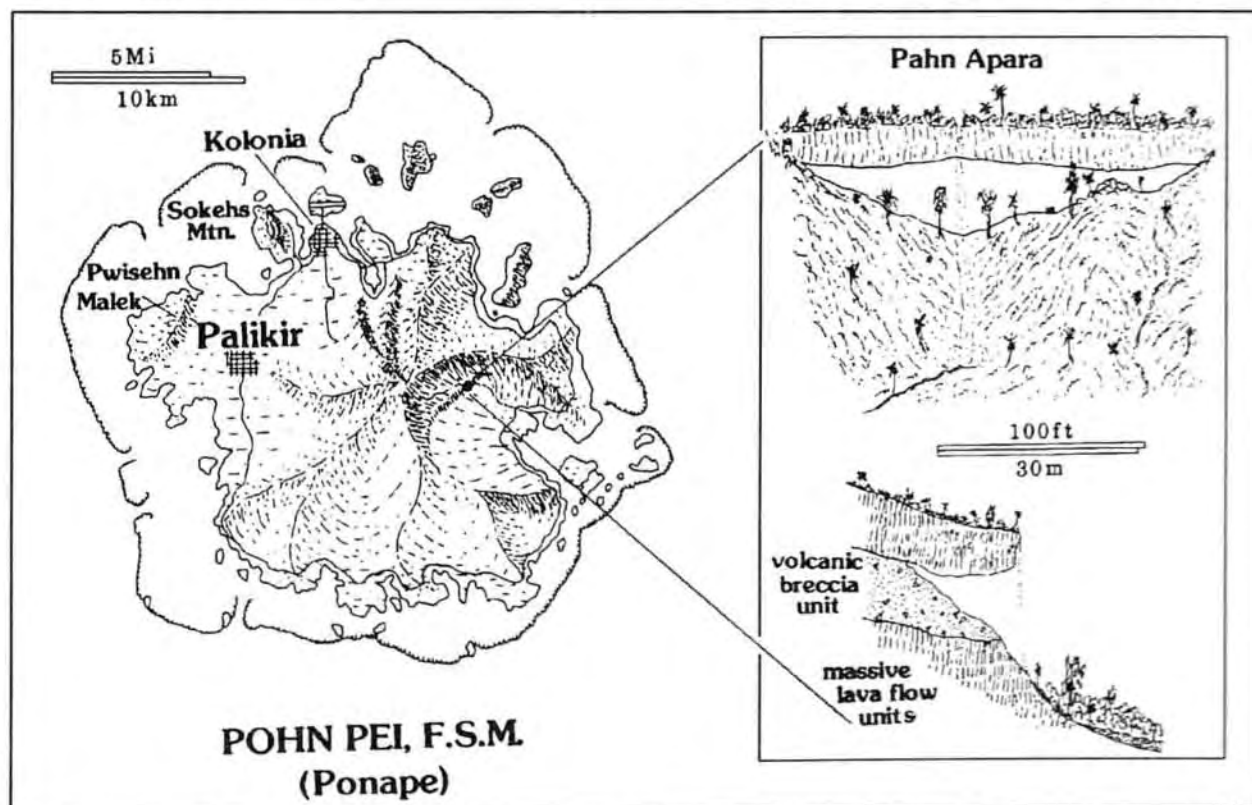 5Mi
10km
Kolonia
Sokehs
Mtn.
Pwisehn
Malek
Palikir
POHN PEI, F.S.M.
(Ponape)
Pahn Apara
100ft
30m
volcanic
breccia
unit
massive
lava flow
units